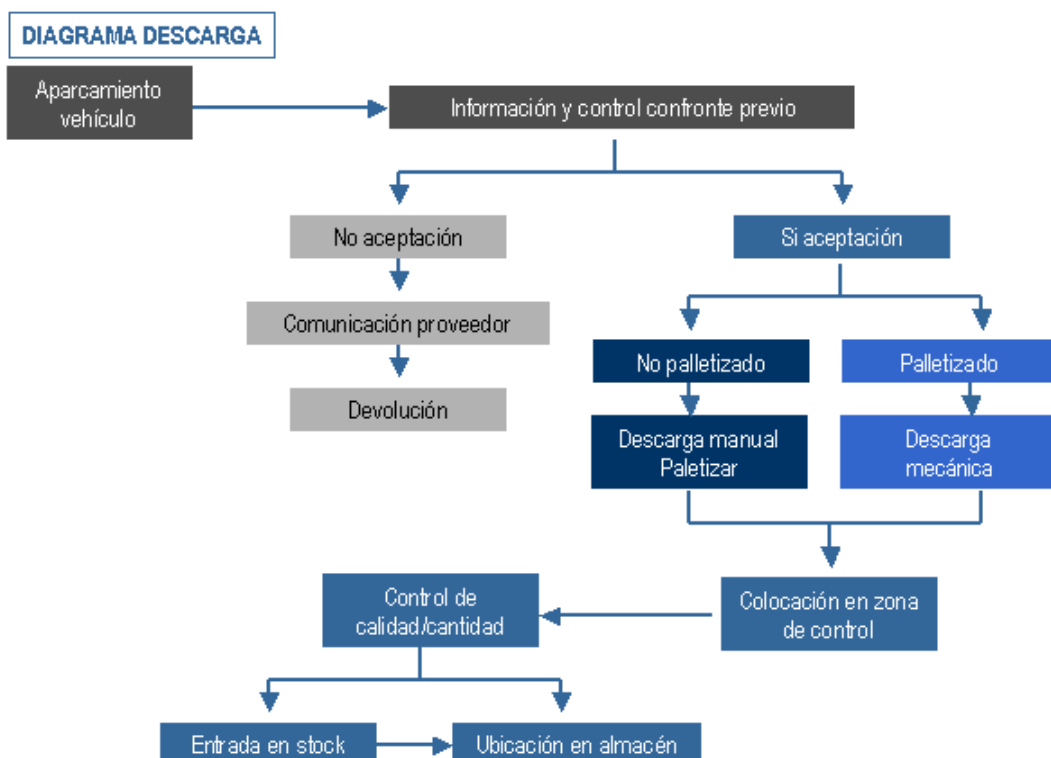 DIAGRAMA DESCARGA
Aparcamiento
vehículo
Información y control confronte previo
No aceptación
Si aceptación
Comunicación proveedor
No palletizado
Palletizado
Devolución
Descarga manual
Paletizar
Descarga
mecánica
Control de
calidad/cantidad
Colocación en zona
de control
Entrada en stock
Ubicación en almacén